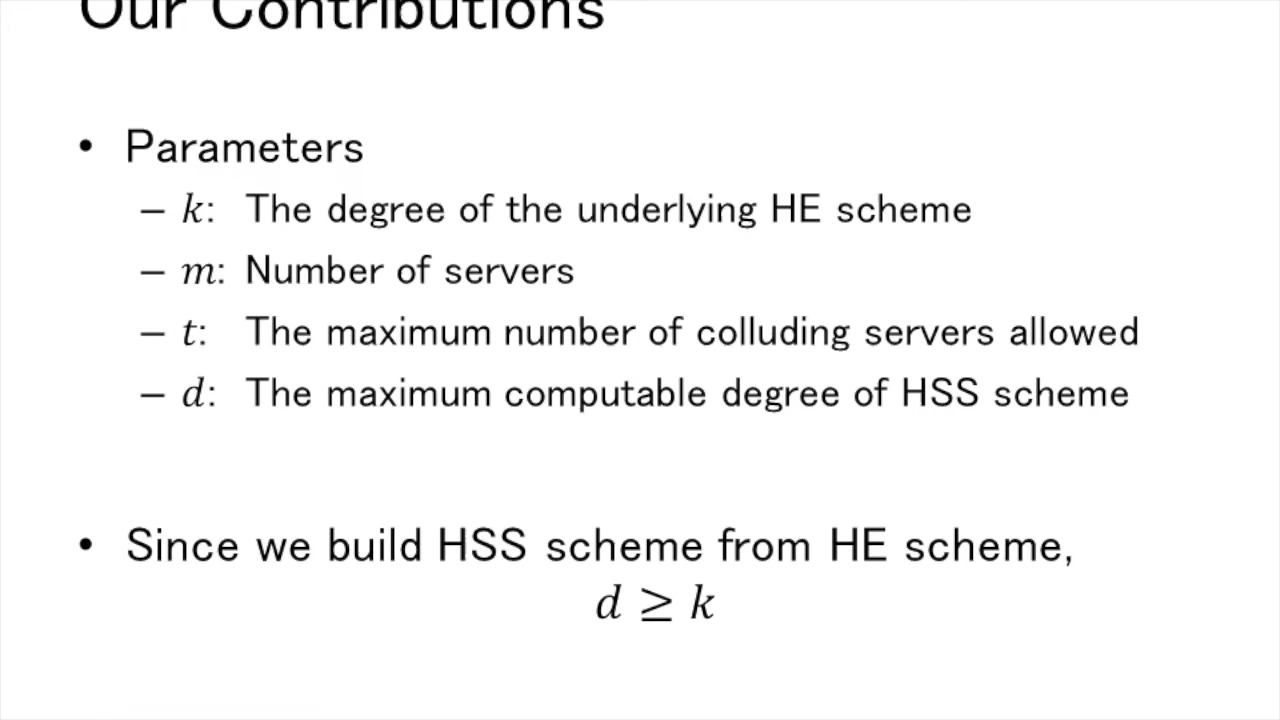 Our Contributions
• Parameters
– k: The degree of the underlying HE scheme
– m: Number of servers
– t: The maximum number of colluding servers allowed
– d: The maximum computable degree of HSS scheme
• Since we build HSS scheme from HE scheme,
d ≥ k